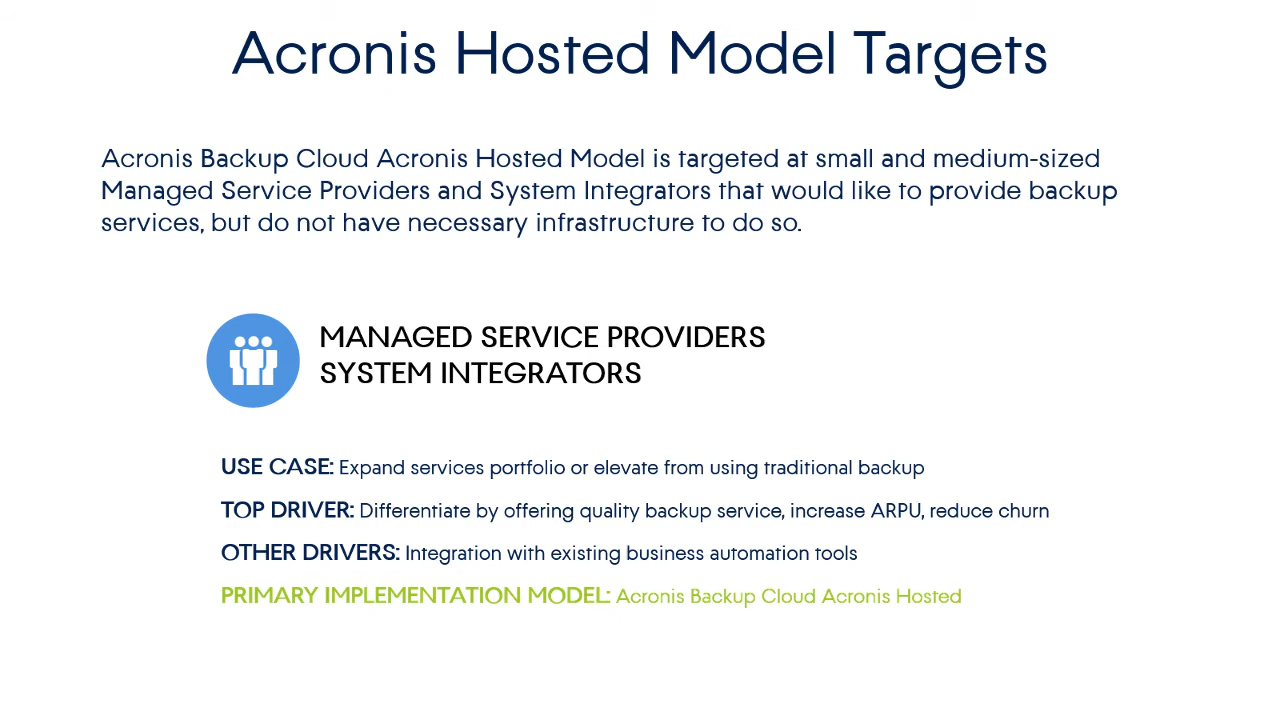 Acronis Hosted Model Targets
Acronis Backup Cloud Acronis Hosted Model is targeted at small and medium-sized
Managed Service Providers and System Integrators that would like to provide backup
services, but do not have necessary infrastructure to do so.
MANAGED SERVICE PROVIDERS
SYSTEM INTEGRATORS
USE CASE: Expand services portfolio or elevate from using traditional backup
TOP DRIVER: Differentiate by offering quality backup service, increase ARPU, reduce churn
OTHER DRIVERS: Integration with existing business automation tools
PRIMARY IMPLEMENTATION MODEL: Acronis Backup Cloud Acronis Hosted